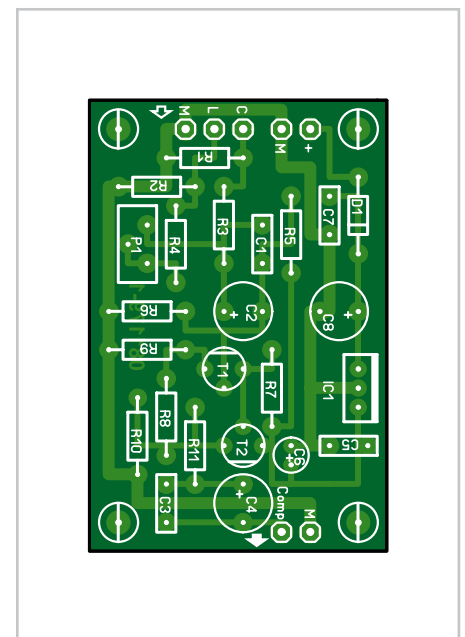 M L C M +
R1
R2
D1
C7
R3
C1
R5
R4
P1
C2
+
C8
+
R6
R9
T1
IC1
R7
R8
R10
R11
T2
C6
+
C5
C3
C4
+
Comp
M